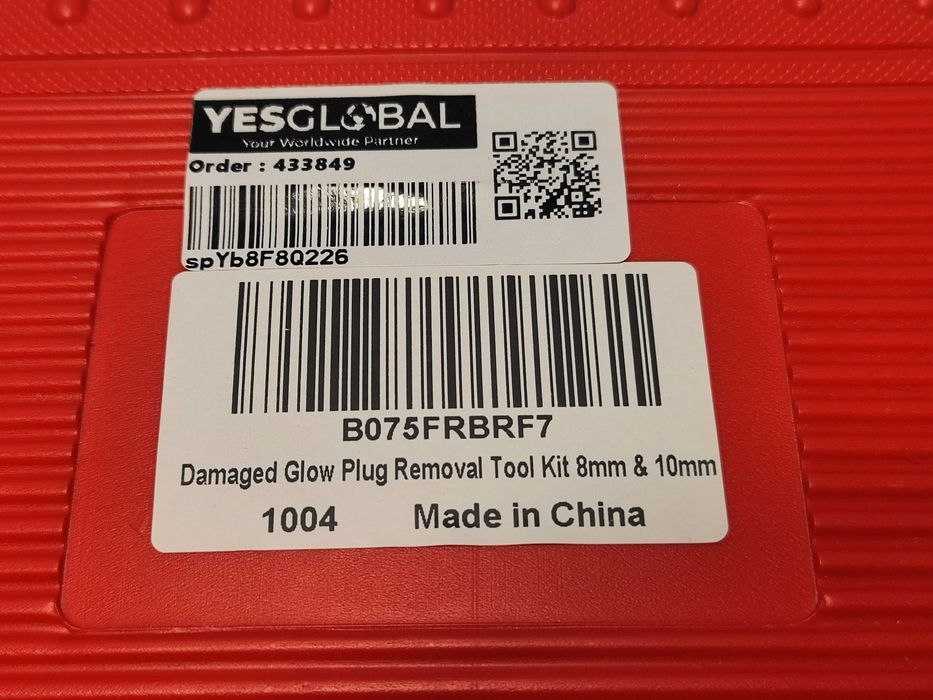 YESGLOBAL
Your Worldwide Partner
Order : 433849
spYb8F8Q226
B075FRBRF7
Damaged Glow Plug Removal Tool Kit 8mm & 10mm
1004 Made in China